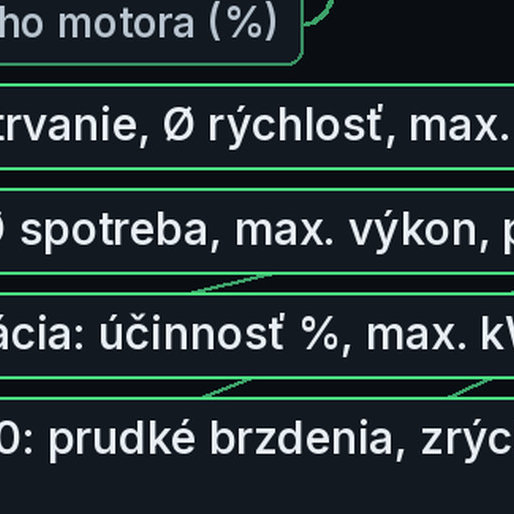 ho motora (%)
trvanie, Ø rýchlosť, max.
Ø spotreba, max. výkon, p
ácia: účinnosť %, max. kW
0: prudké brzdenia, zrýc